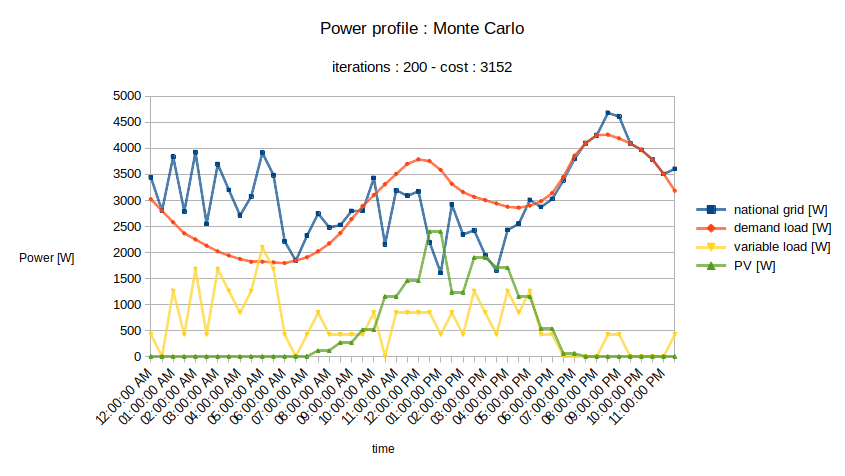 Power profile : Monte Carlo
iterations : 200 - cost : 3152
5000
4500
4000
3500
3000
2500
2000
1500
1000
500
0
Power [W]
12:00:00 AM
01:00:00 AM
02:00:00 AM
03:00:00 AM
04:00:00 AM
05:00:00 AM
06:00:00 AM
07:00:00 AM
08:00:00 AM
09:00:00 AM
10:00:00 AM
11:00:00 AM
12:00:00 PM
01:00:00 PM
02:00:00 PM
03:00:00 PM
04:00:00 PM
05:00:00 PM
06:00:00 PM
07:00:00 PM
08:00:00 PM
09:00:00 PM
10:00:00 PM
11:00:00 PM
time
national grid [W]
demand load [W]
variable load [W]
PV [W]